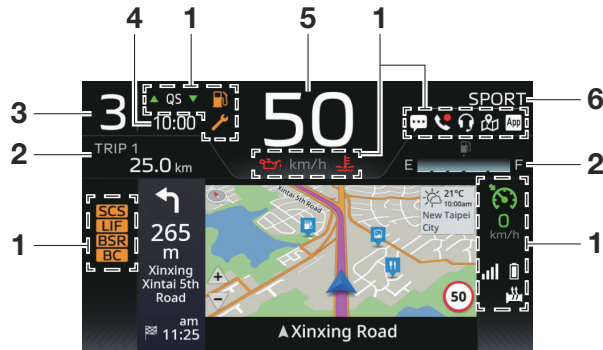 4
1
5
1
3
2
1
6
2
1
3
QS
10:00
50
km/h
SPORT
App
TRIP 1
25.0 km
E
F
SCS
LIF
BSR
BC
265
m
Xinxing
Xintai 5th
Road
am
11:25
Xintai 5th Road
21°C
10:00am
New Taipei
City
50
Xinxing Road
0
km/h